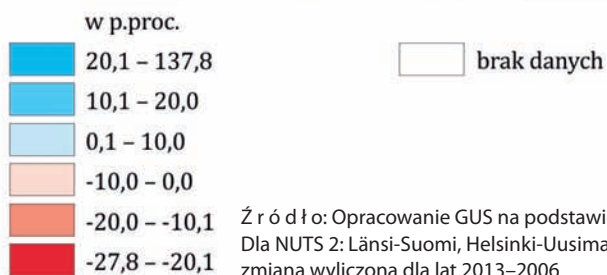 w p.proc.
20,1 – 137,8
10,1 – 20,0
0,1 – 10,0
-10,0 – 0,0
-20,0 – -10,1
-27,8 – -20,1
brak danych
Ź r ó d ł o: Opracowanie GUS na podstawi
Dla NUTS 2: Länsi-Suomi, Helsinki-Uusima
zmiana wyliczona dla lat 2013–2006